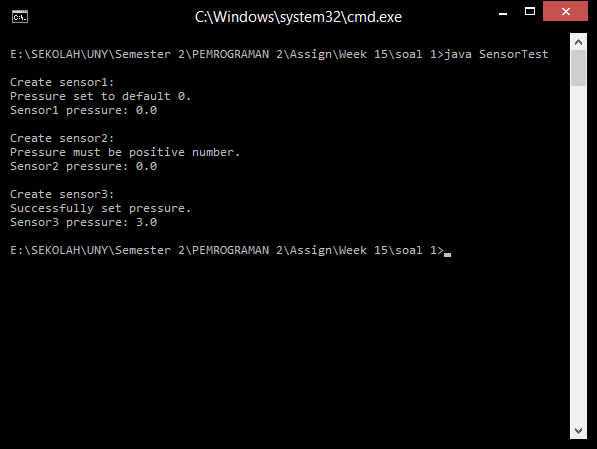 C:\Windows\system32\cmd.exe
E:\SEKOLAH\UNY\Semester 2\PEMROGRAMAN 2\Assign\Week 15\soal 1>java SensorTest
Create sensor1:
Pressure set to default 0.
Sensor1 pressure: 0.0
Create sensor2:
Pressure must be positive number.
Sensor2 pressure: 0.0
Create sensor3:
Successfully set pressure.
Sensor3 pressure: 3.0
E:\SEKOLAH\UNY\Semester 2\PEMROGRAMAN 2\Assign\Week 15\soal 1>